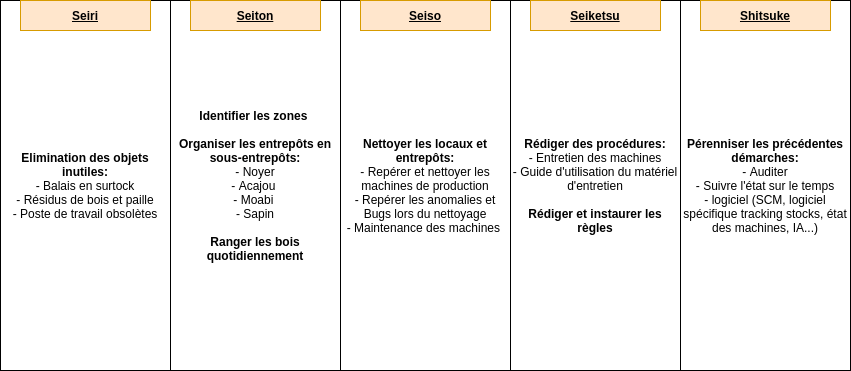 Seiri
Elimination des objets
inutiles:
- Balais en surtock
- Résidus de bois et paille
- Poste de travail obsolètes
Seiton
Identifier les zones
Organiser les entrepôts en
sous-entrepôts:
- Noyer
- Acajou
- Moabi
- Sapin
Ranger les bois
quotidiennement
Seiso
Nettoyer les locaux et
entrepôts:
- Repérer et nettoyer les
machines de production
- Repérer les anomalies et
Bugs lors du nettoyage
- Maintenance des machines
Seiketsu
Rédiger des procédures:
- Entretien des machines
- Guide d'utilisation du matériel
d'entretien
Rédiger et instaurer les
règles
Shitsuke
Pérenniser les précédentes
démarches:
- Auditer
- Suivre l'état sur le temps
- logiciel (SCM, logiciel
spécifique tracking stocks, état
des machines, IA...)